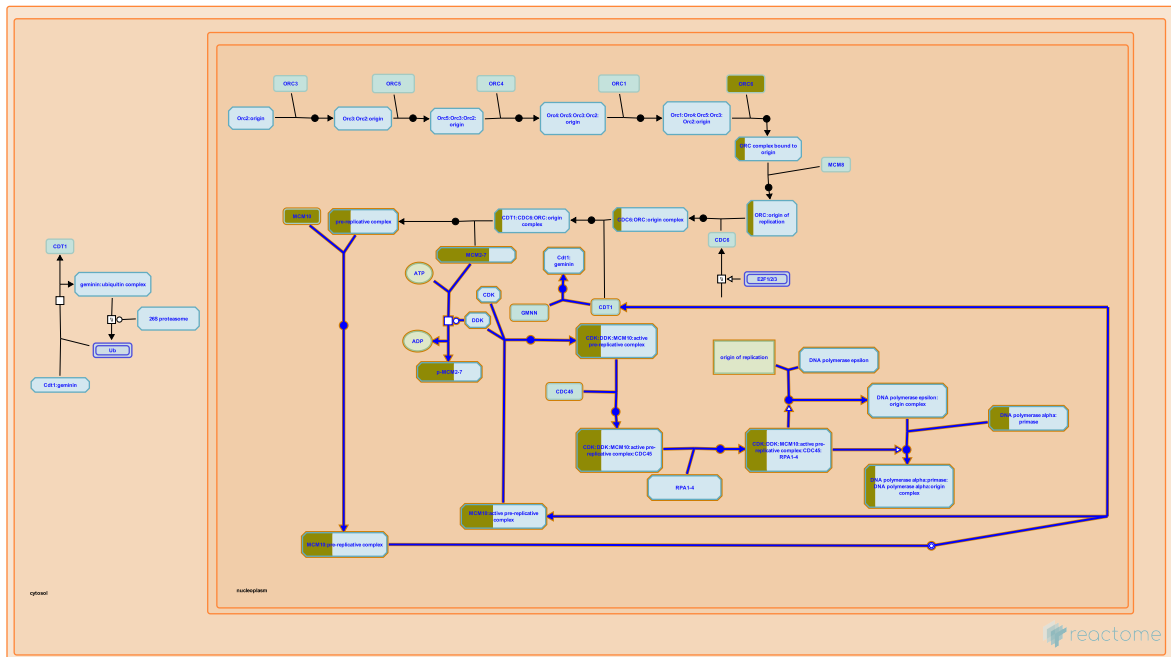 ORC3
ORC5
ORC4
ORC1
ORC6
Orc2:origin
Orc3:Orc2:origin
Orc5:Orc3:Orc2:
origin
Orc4:Orc5:Orc3:Orc2:
origin
Orc1:Orc4:Orc5:Orc3:
Orc2:origin
ORC complex bound to
origin
MCM8
MCM10
pre-replicative complex
CDT1:CDC6:ORC:origin
complex
CDC6:ORC:origin complex
ORC:origin of
replication
CDC6
E2F1/2/3
CDT1
geminin:ubiquitin complex
26S proteasome
Ub
Cdt1:geminin
MCM2-7
ATP
CDK
DDK
ADP
p-MCM2-7
Cdt1:
geminin
GMNN
CDT1
CDK:DDK:MCM10:active
pre-replicative complex
origin of replication
DNA polymerase epsilon
CDC45
DNA polymerase epsilon:
origin complex
DNA polymerase alpha:
primase
CDK:DDK:MCM10:active pre-
replicative complex:CDC45
CDK:DDK:MCM10:active pre-
replicative complex:CDC45:
RPA1-4
RPA1-4
DNA polymerase alpha:primase:
DNA polymerase alpha:origin
complex
MCM10:active pre-replicative
complex
MCM10:pre-replicative complex
cytosol
nucleoplasm
reactome